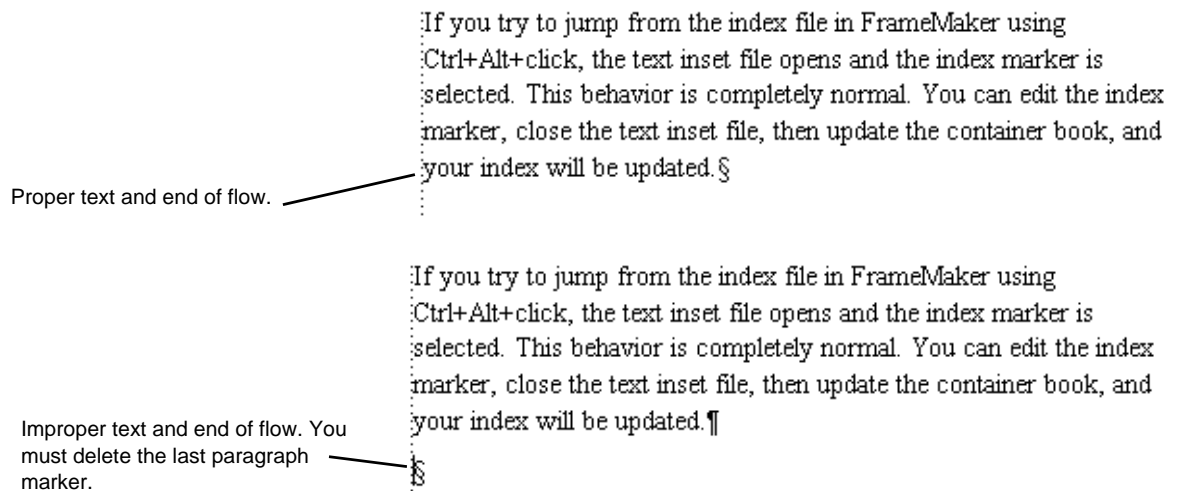 If you try to jump from the index file in FrameMaker using
Ctrl+Alt+click, the text inset file opens and the index marker is
selected. This behavior is completely normal. You can edit the index
marker, close the text inset file, then update the container book, and
your index will be updated.§
Proper text and end of flow.
If you try to jump from the index file in FrameMaker using
Ctrl+Alt+click, the text inset file opens and the index marker is
selected. This behavior is completely normal. You can edit the index
marker, close the text inset file, then update the container book, and
your index will be updated.¶
Improper text and end of flow. You
must delete the last paragraph
marker.
§